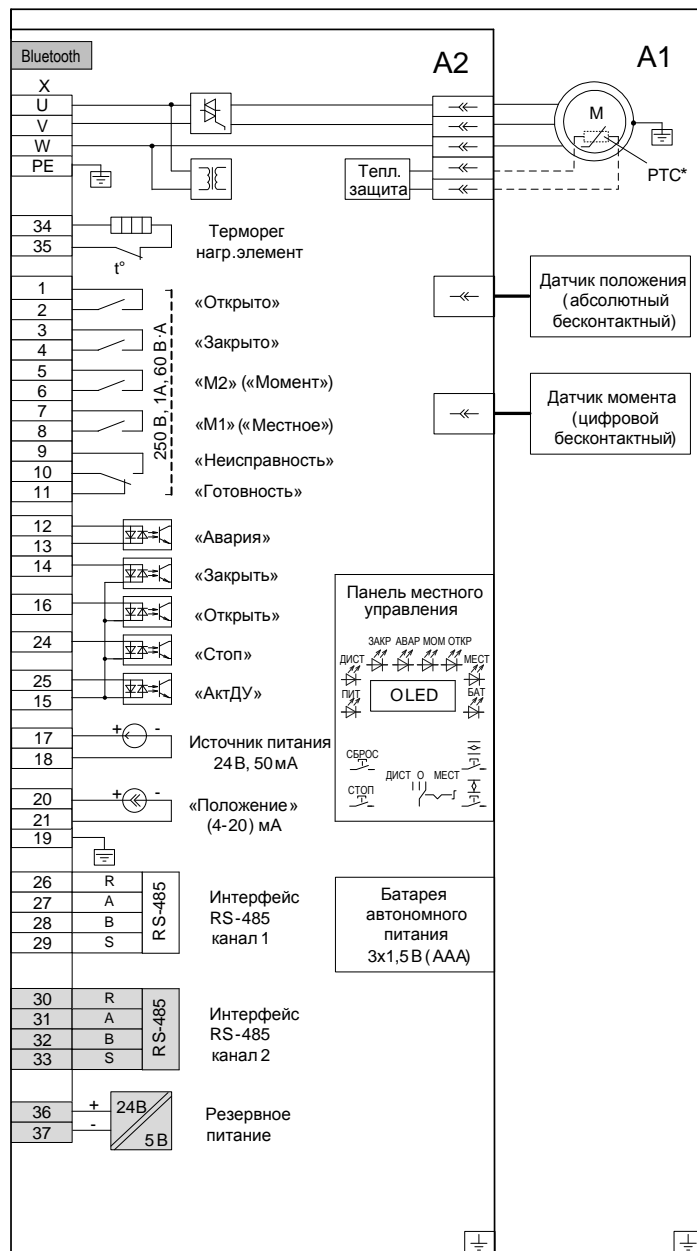 Bluetooth
A2
A1
X
U
V
W
PE
M
PTC*
Тепл.
защита
34
35
t°
Терморег
нагр.элемент
1
2
3
4
5
6
7
8
9
10
11
250 В, 1А, 60 В·А
«Открыто»
«Закрыто»
«М2» («Момент»)
«М1» («Местное»)
«Неисправность»
«Готовность»
Датчик положения
(абсолютный
бесконтактный)
Датчик момента
(цифровой
бесконтактный)
12
13
14
16
24
25
15
«Авария»
«Закрыть»
«Открыть»
«Стоп»
«АктДУ»
Панель местного
управления
ЗАКР АВАР МОМ ОТКР
ДИСТ
МЕСТ
ПИТ
OLED
БАТ
СБРОС
ДИСТ О МЕСТ
СТОП
17
18
+ -
Источник питания
24В, 50мА
20
21
19
+ -
«Положение»
(4-20) мА
26 R
27 A
28 B
29 S
RS-485
Интерфейс
RS-485
канал 1
Батарея
автономного
питания
3x1,5В(ААА)
30 R
31 A
32 B
33 S
RS-485
Интерфейс
RS-485
канал 2
36 +
37 -
24В
5В
Резервное
питание